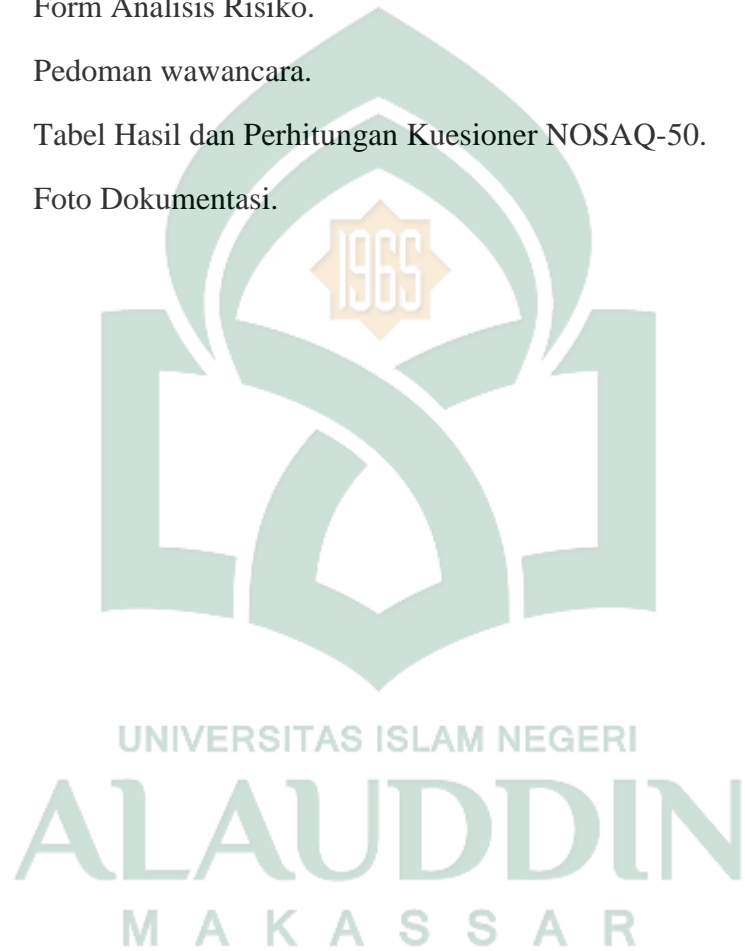 Form Analisis Risiko.
Pedoman wawancara.
Tabel Hasil dan Perhitungan Kuesioner NOSAQ-50.
Foto Dokumentasi.
1965
UNIVERSITAS ISLAM NEGERI
ALAUDDIN
MAKASSAR